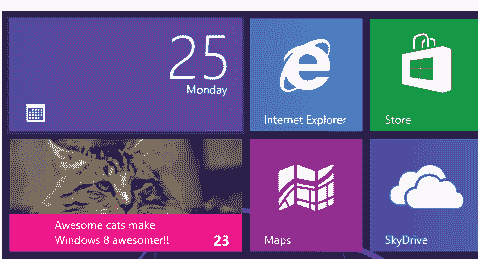 25
Monday
Internet Explorer
Store
Awesome cats make
Windows 8 awesomer!!
23
Maps
SkyDrive